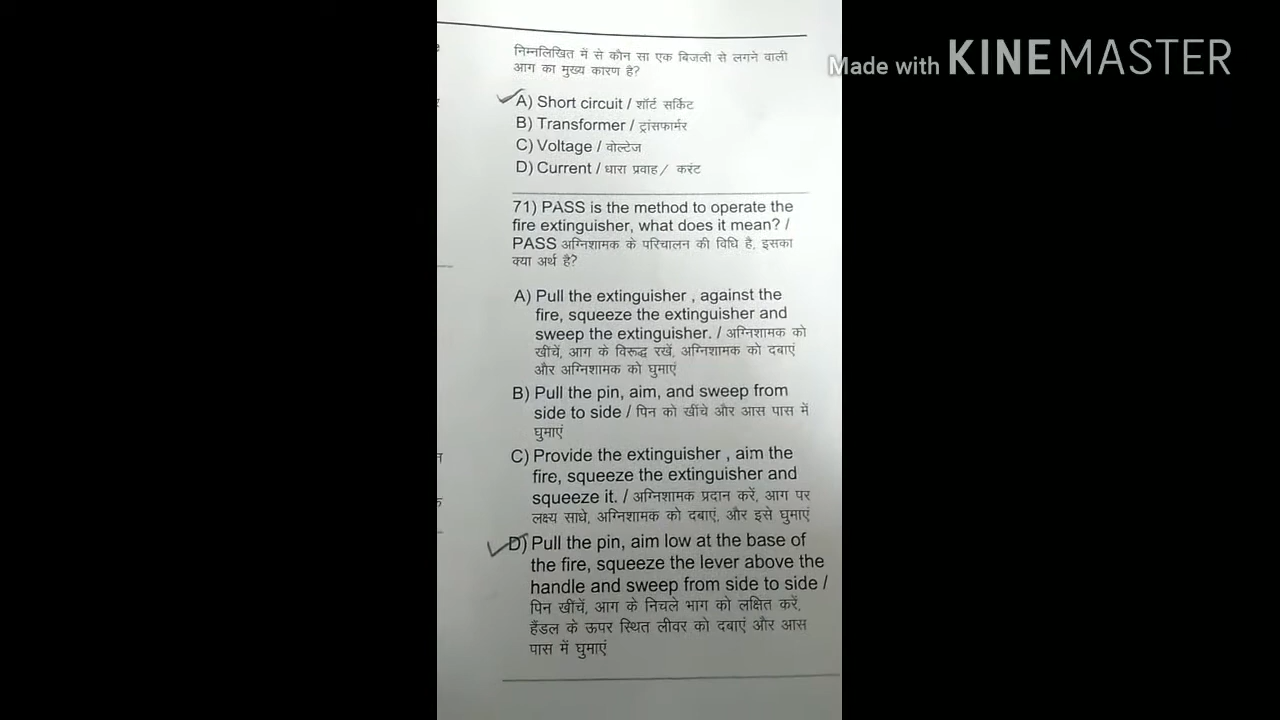 निम्नलिखित में से कौन सा एक बिजली से लगने वाली
आग का मुख्य कारण है?
A) Short circuit / शॉर्ट सर्किट
B) Transformer / ट्रांसफार्मर
C) Voltage / वोल्टेज
D) Current / धारा प्रवाह / करंट
71) PASS is the method to operate the
fire extinguisher, what does it mean? /
PASS अग्निशामक के परिचालन की विधि है, इसका
क्या अर्थ है?
A) Pull the extinguisher , against the
fire, squeeze the extinguisher and
sweep the extinguisher. / अग्निशामक को
खींचें, आग के विरूद्ध रखें, अग्निशामक को दबाएं
और अग्निशामक को घुमाएं
B) Pull the pin, aim, and sweep from
side to side / पिन को खींचे और आस पास में
घुमाएं
C) Provide the extinguisher , aim the
fire, squeeze the extinguisher and
squeeze it. / अग्निशामक प्रदान करें, आग पर
लक्ष्य साधे, अग्निशामक को दबाएं, और इसे घुमाएं
D) Pull the pin, aim low at the base of
the fire, squeeze the lever above the
handle and sweep from side to side /
पिन खींचें, आग के निचले भाग को लक्षित करें,
हैंडल के ऊपर स्थित लीवर को दबाएं और आस
पास में घुमाएं
Made with KINEMASTER